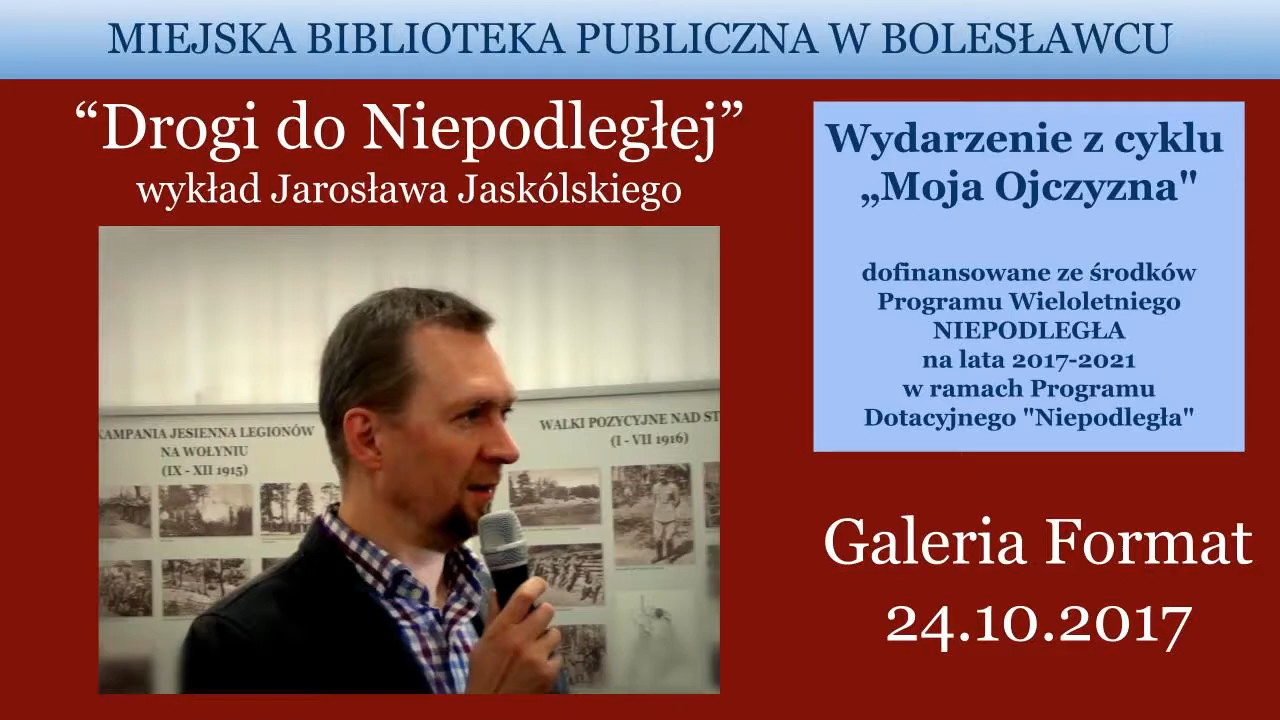 MIEJSKA BIBLIOTEKA PUBLICZNA W BOLESŁAWCU
“Drogi do Niepodległej”
wykład Jarosława Jaskólskiego
Wydarzenie z cyklu
„Moja Ojczyzna"
dofinansowane ze środków
Programu Wieloletniego
NIEPODLEGŁA
na lata 2017-2021
w ramach Programu
Dotacyjnego "Niepodległa"
KAMPANIA JESIENNA LEGIONÓW
NA WOŁYNIU
(IX - XII 1915)
WALKI POZYCYJNE NAD ST
(I - VII 1916)
Galeria Format
24.10.2017